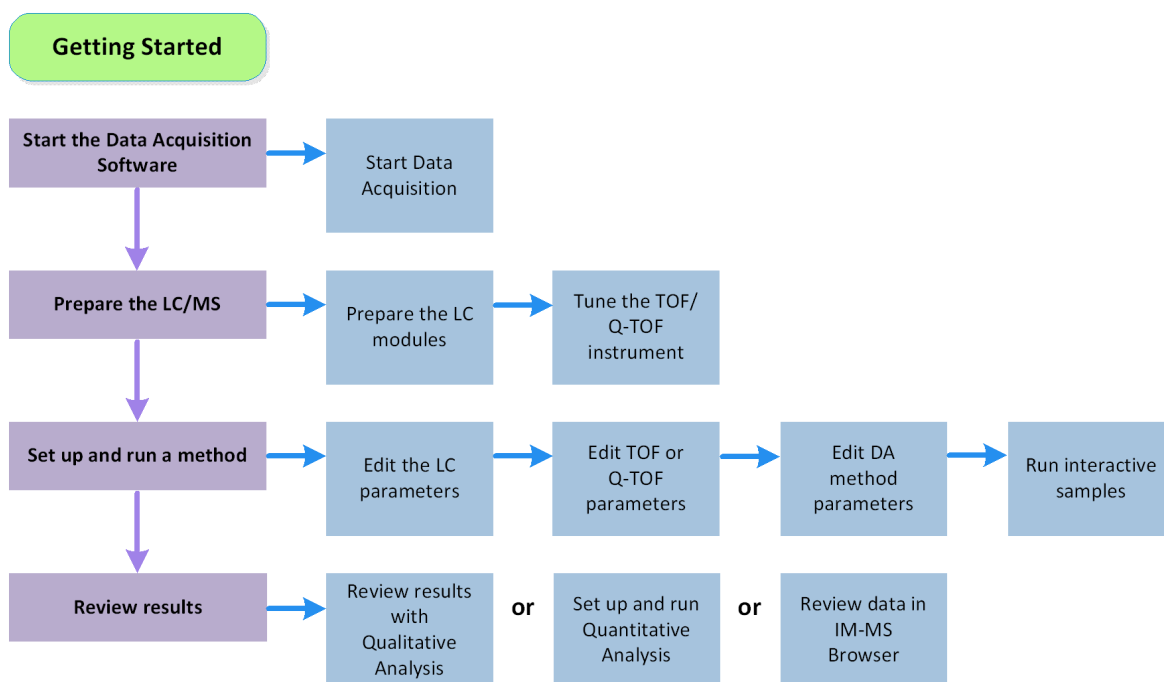 Getting Started
Start the Data Acquisition
Software
Start Data
Acquisition
Prepare the LC/MS
Prepare the LC
modules
Tune the TOF/
Q-TOF
instrument
Set up and run a method
Edit the LC
parameters
Edit TOF or
Q-TOF
parameters
Edit DA
method
parameters
Run interactive
samples
Review results
Review results
with
Qualitative
Analysis
or
Set up and run
Quantitative
Analysis
or
Review data in
IM-MS
Browser